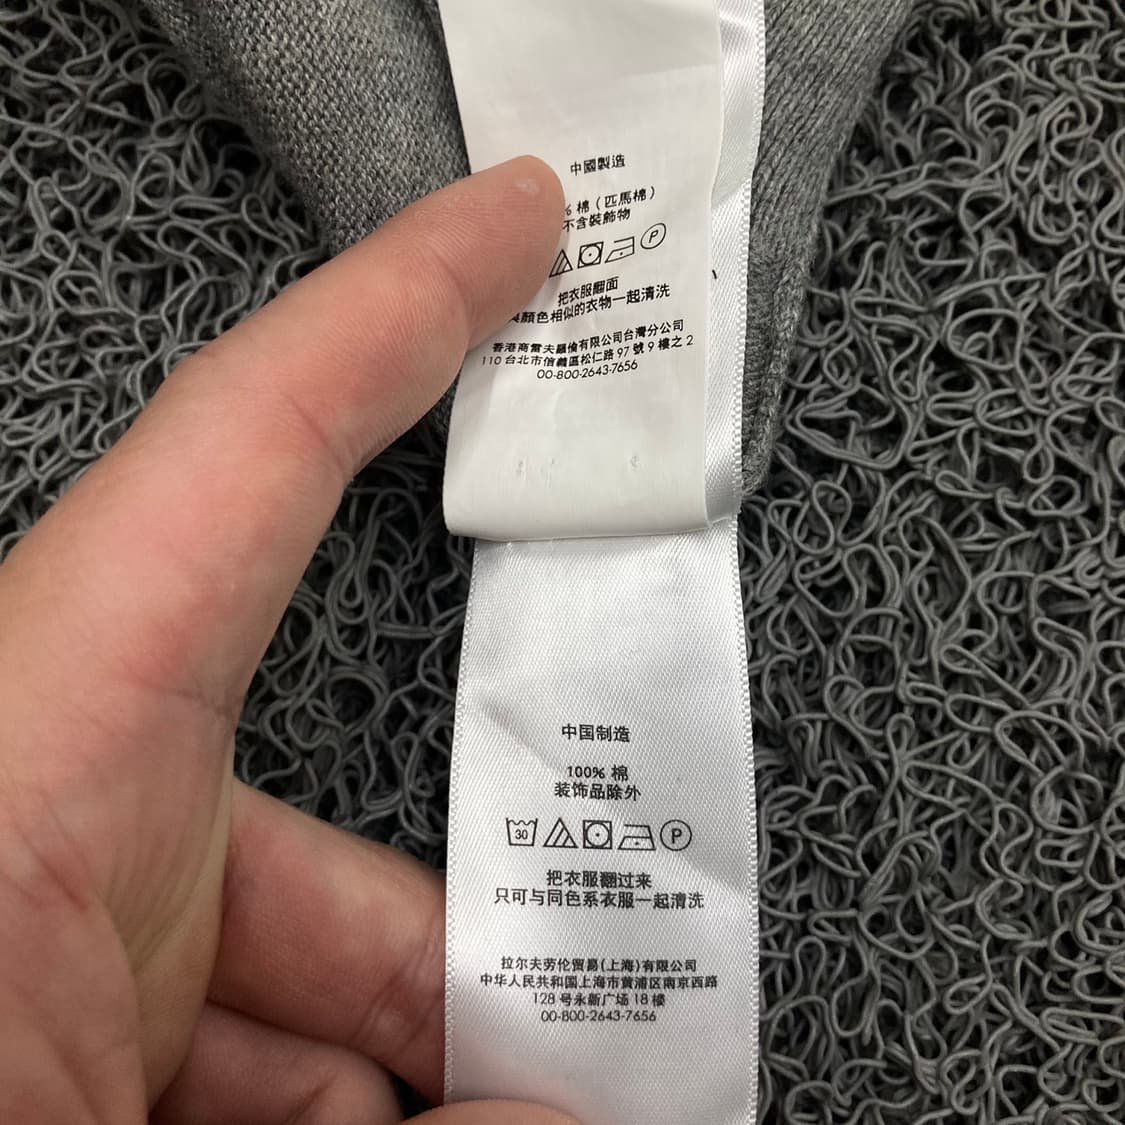 中國製造
% 棉 (匹馬棉)
不含裝飾物
P
把衣服翻面
與顏色相似的衣物一起清洗
香港商雷夫羅倫有限公司台灣分公司
110 台北市信義區松仁路 97 號 9 樓之 2
00-800-2643-7656
中国制造
100% 棉
装饰品除外
30 P
把衣服翻过来
只可与同色系衣服一起清洗
拉尔夫劳伦贸易(上海)有限公司
中华人民共和国上海市黄浦区南京西路
128 号永新广场 18 楼
00-800-2643-7656